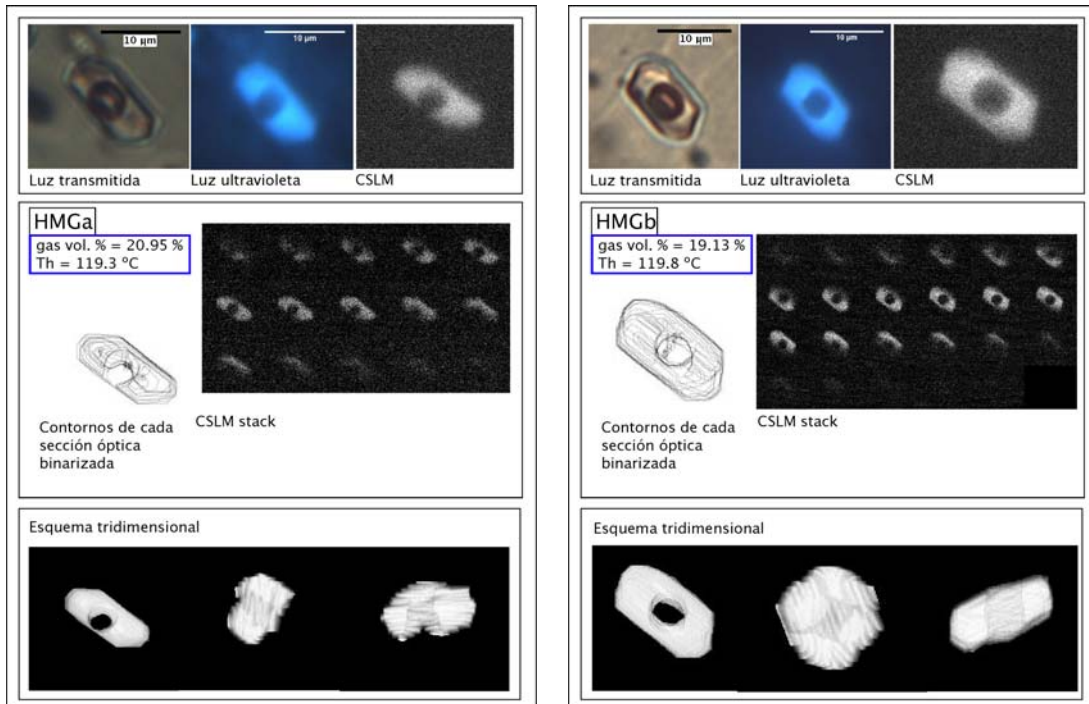 10 µm
10 µm
Luz transmitida
Luz ultravioleta
CSLM
HMGa
gas vol. % = 20.95 %
Th = 119.3 ºC
Contornos de cada
sección óptica
binarizada
CSLM stack
Esquema tridimensional
10 µm
10 µm
Luz transmitida
Luz ultravioleta
CSLM
HMGb
gas vol. % = 19.13 %
Th = 119.8 ºC
Contornos de cada
sección óptica
binarizada
CSLM stack
Esquema tridimensional